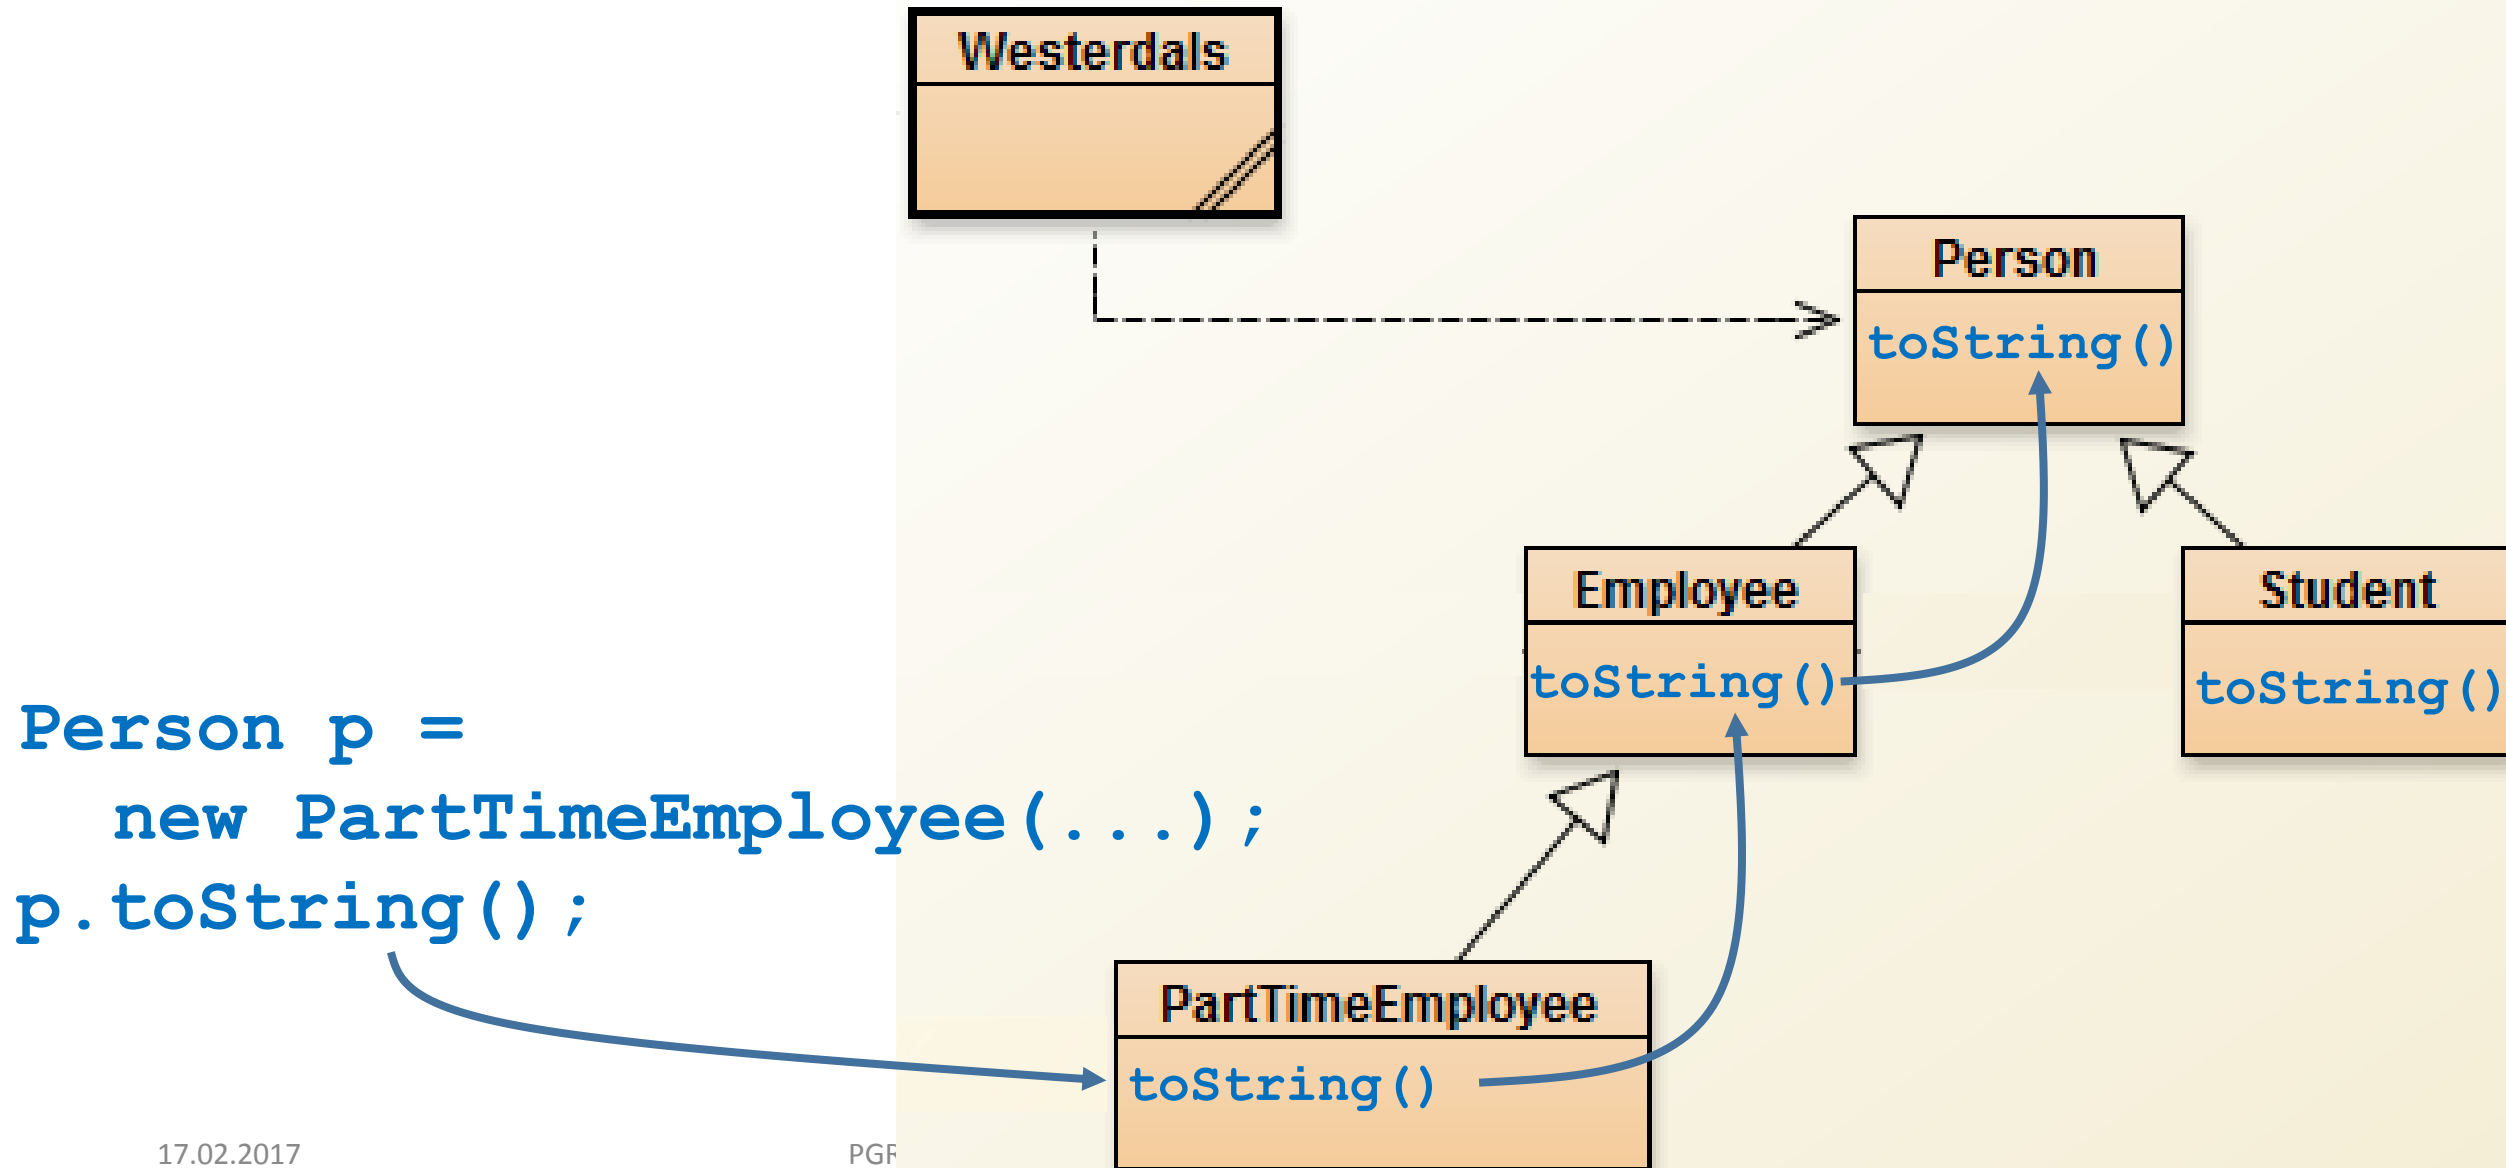 Westerdals
Person
toString()
Employee
Student
toString()
toString()
Person p =
new PartTimeEmployee(...);
p.toString();
PartTimeEmployee
toString()
17.02.2017